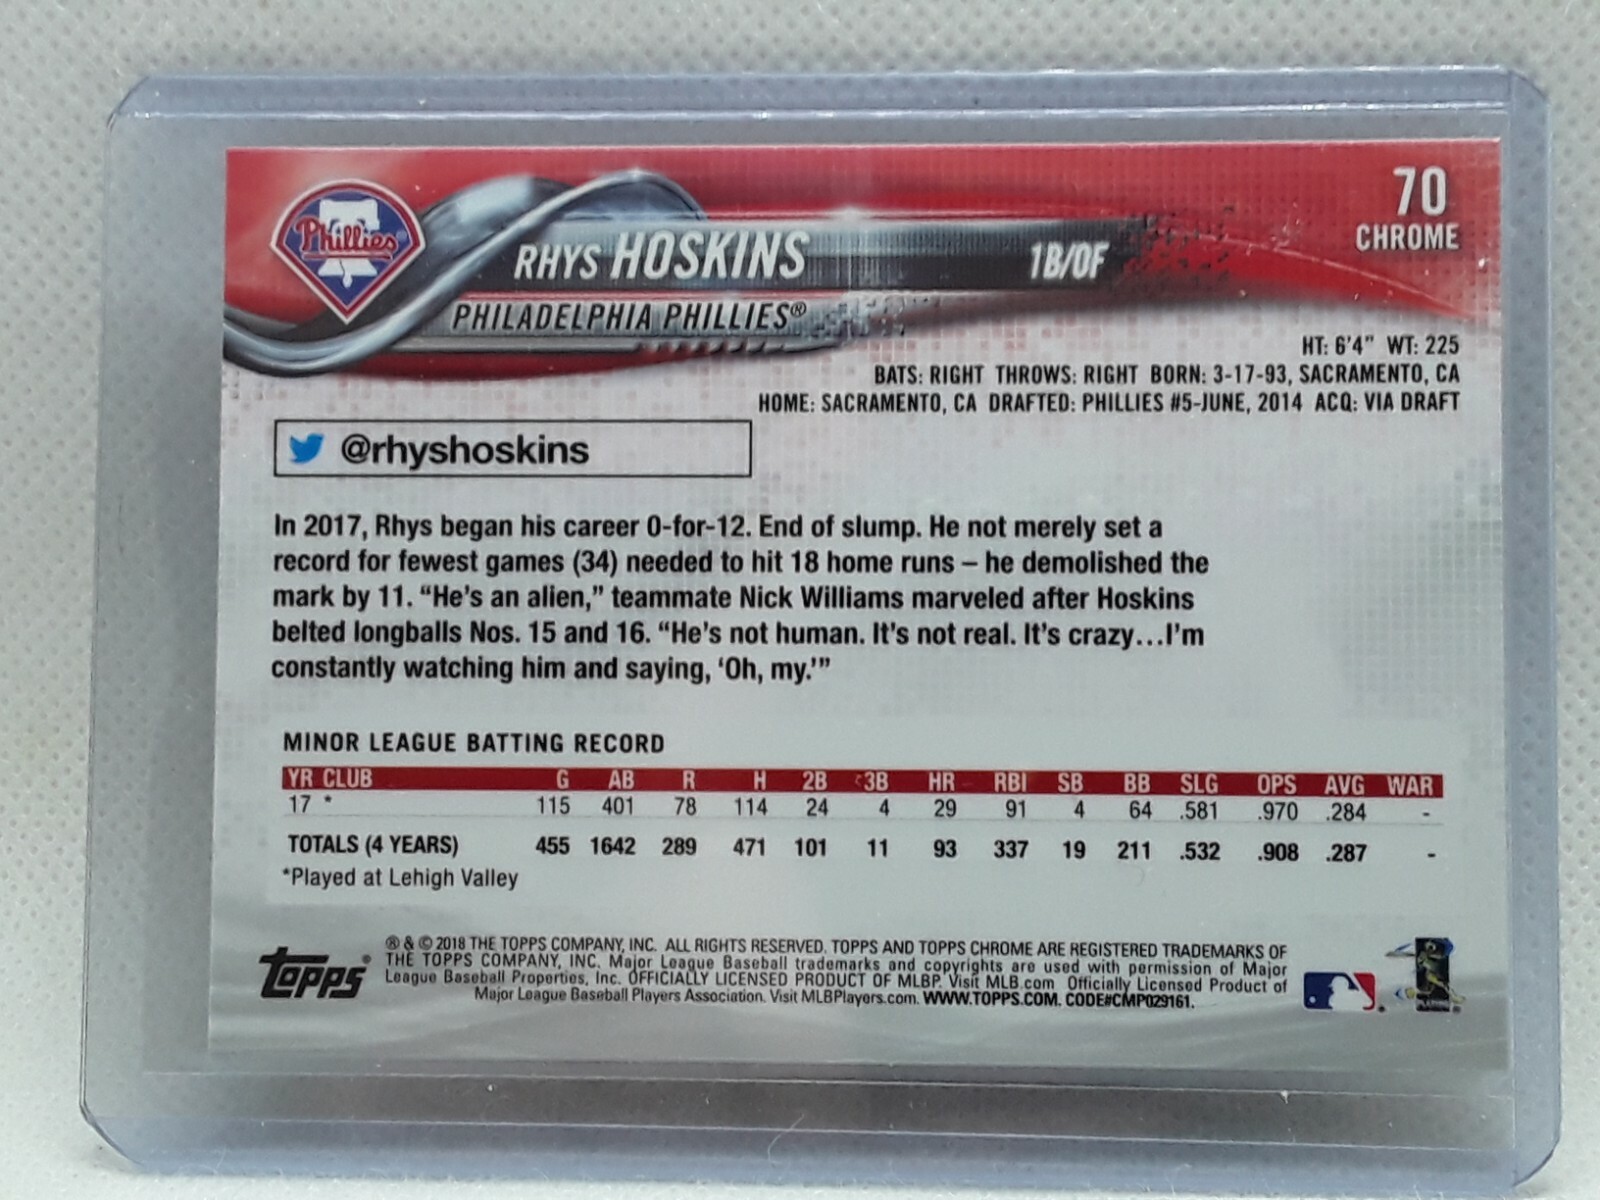 70
CHROME
Phillies
RHYS HOSKINS 1B/OF
PHILADELPHIA PHILLIES®
HT: 6'4" WT: 225
BATS: RIGHT THROWS: RIGHT BORN: 3-17-93, SACRAMENTO, CA
HOME: SACRAMENTO, CA DRAFTED: PHILLIES #5-JUNE, 2014 ACQ: VIA DRAFT
@rhyshoskins
In 2017, Rhys began his career 0-for-12. End of slump. He not merely set a
record for fewest games (34) needed to hit 18 home runs – he demolished the
mark by 11. “He’s an alien,” teammate Nick Williams marveled after Hoskins
belted longballs Nos. 15 and 16. “He’s not human. It’s not real. It’s crazy…I’m
constantly watching him and saying, ‘Oh, my.’”
MINOR LEAGUE BATTING RECORD
YR CLUB G AB R H 2B 3B HR RBI SB BB SLG OPS AVG WAR
17 * 115 401 78 114 24 4 29 91 4 64 .581 .970 .284 -
TOTALS (4 YEARS) 455 1642 289 471 101 11 93 337 19 211 .532 .908 .287 -
*Played at Lehigh Valley
topps®
® & © 2018 THE TOPPS COMPANY, INC. ALL RIGHTS RESERVED. TOPPS AND TOPPS CHROME ARE REGISTERED TRADEMARKS OF
THE TOPPS COMPANY, INC. Major League Baseball trademarks and copyrights are used with permission of Major
League Baseball Properties, Inc. OFFICIALLY LICENSED PRODUCT OF MLBP. Visit MLB.com Officially Licensed Product of
Major League Baseball Players Association. Visit MLBPlayers.com. WWW.TOPPS.COM. CODE#CMP029161.